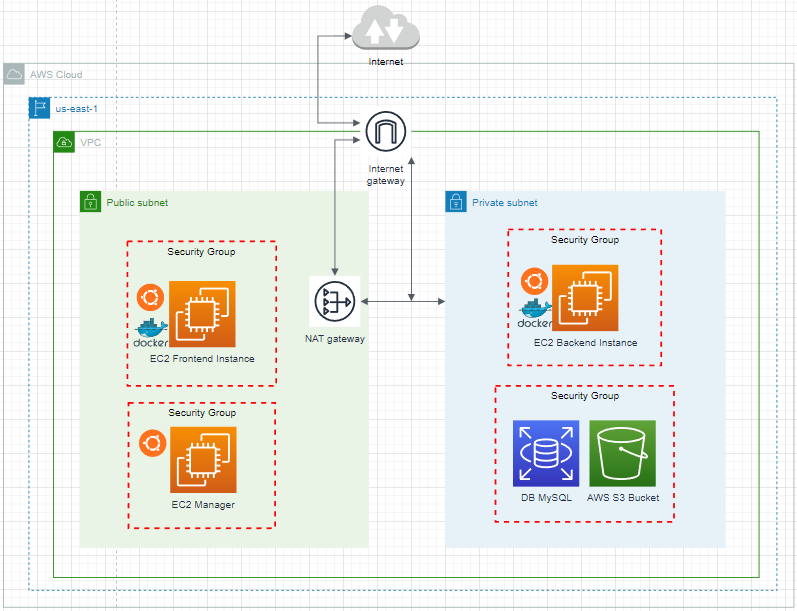 Internet
AWS Cloud
us-east-1
VPC
Internet
gateway
Public subnet
Private subnet
Security Group
docker
EC2 Frontend Instance
Security Group
EC2 Manager
NAT gateway
Security Group
docker
EC2 Backend Instance
Security Group
DB MySQL
AWS S3 Bucket